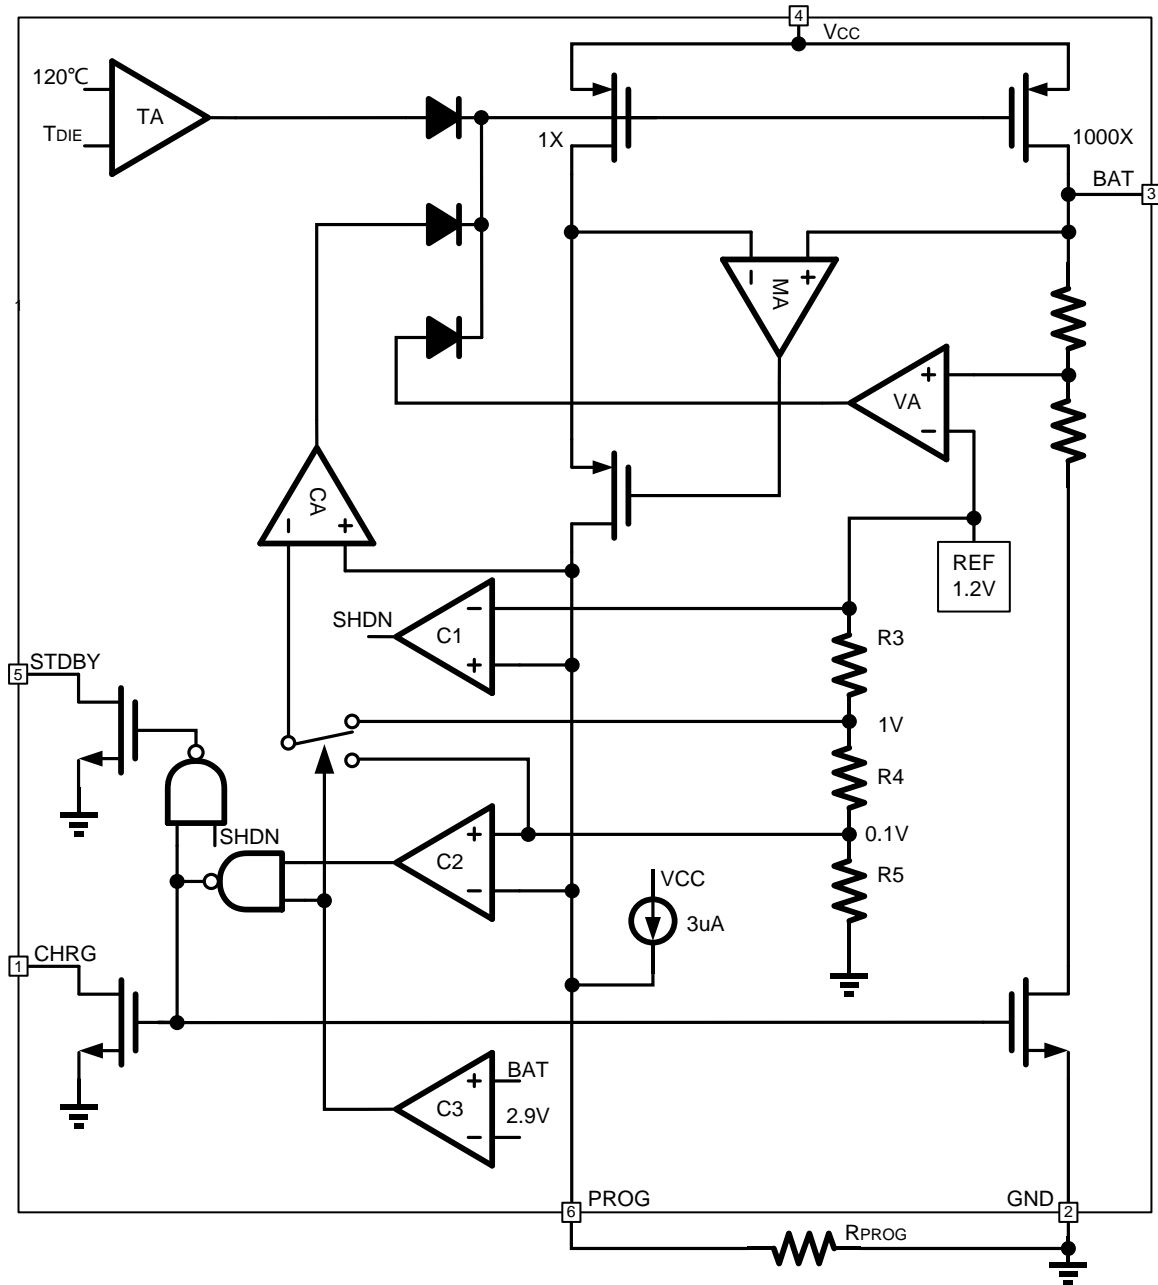 4
VCC
120℃
TA
TDIE
1X
1000X
BAT
3
− +
MA
1
+
VA
−
CA
− +
REF
1.2V
SHDN
−
C1
+
R3
STDBY
5
1V
R4
SHDN
+
C2
−
0.1V
R5
VCC
3uA
CHRG
1
+
C3
−
BAT
2.9V
PROG
6
GND
2
RPROG